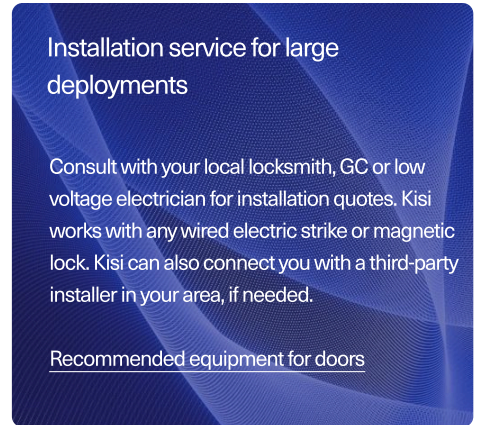 Installation service for large
deployments
Consult with your local locksmith, GC or low
voltage electrician for installation quotes. Kisi
works with any wired electric strike or magnetic
lock. Kisi can also connect you with a third-party
installer in your area, if needed.
Recommended equipment for doors